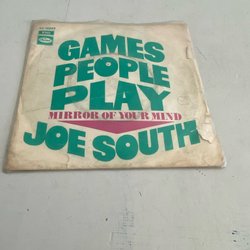 GAMES
PEOPLE
PLAY
MIRROR OF YOUR MIND
JOE SOUTH